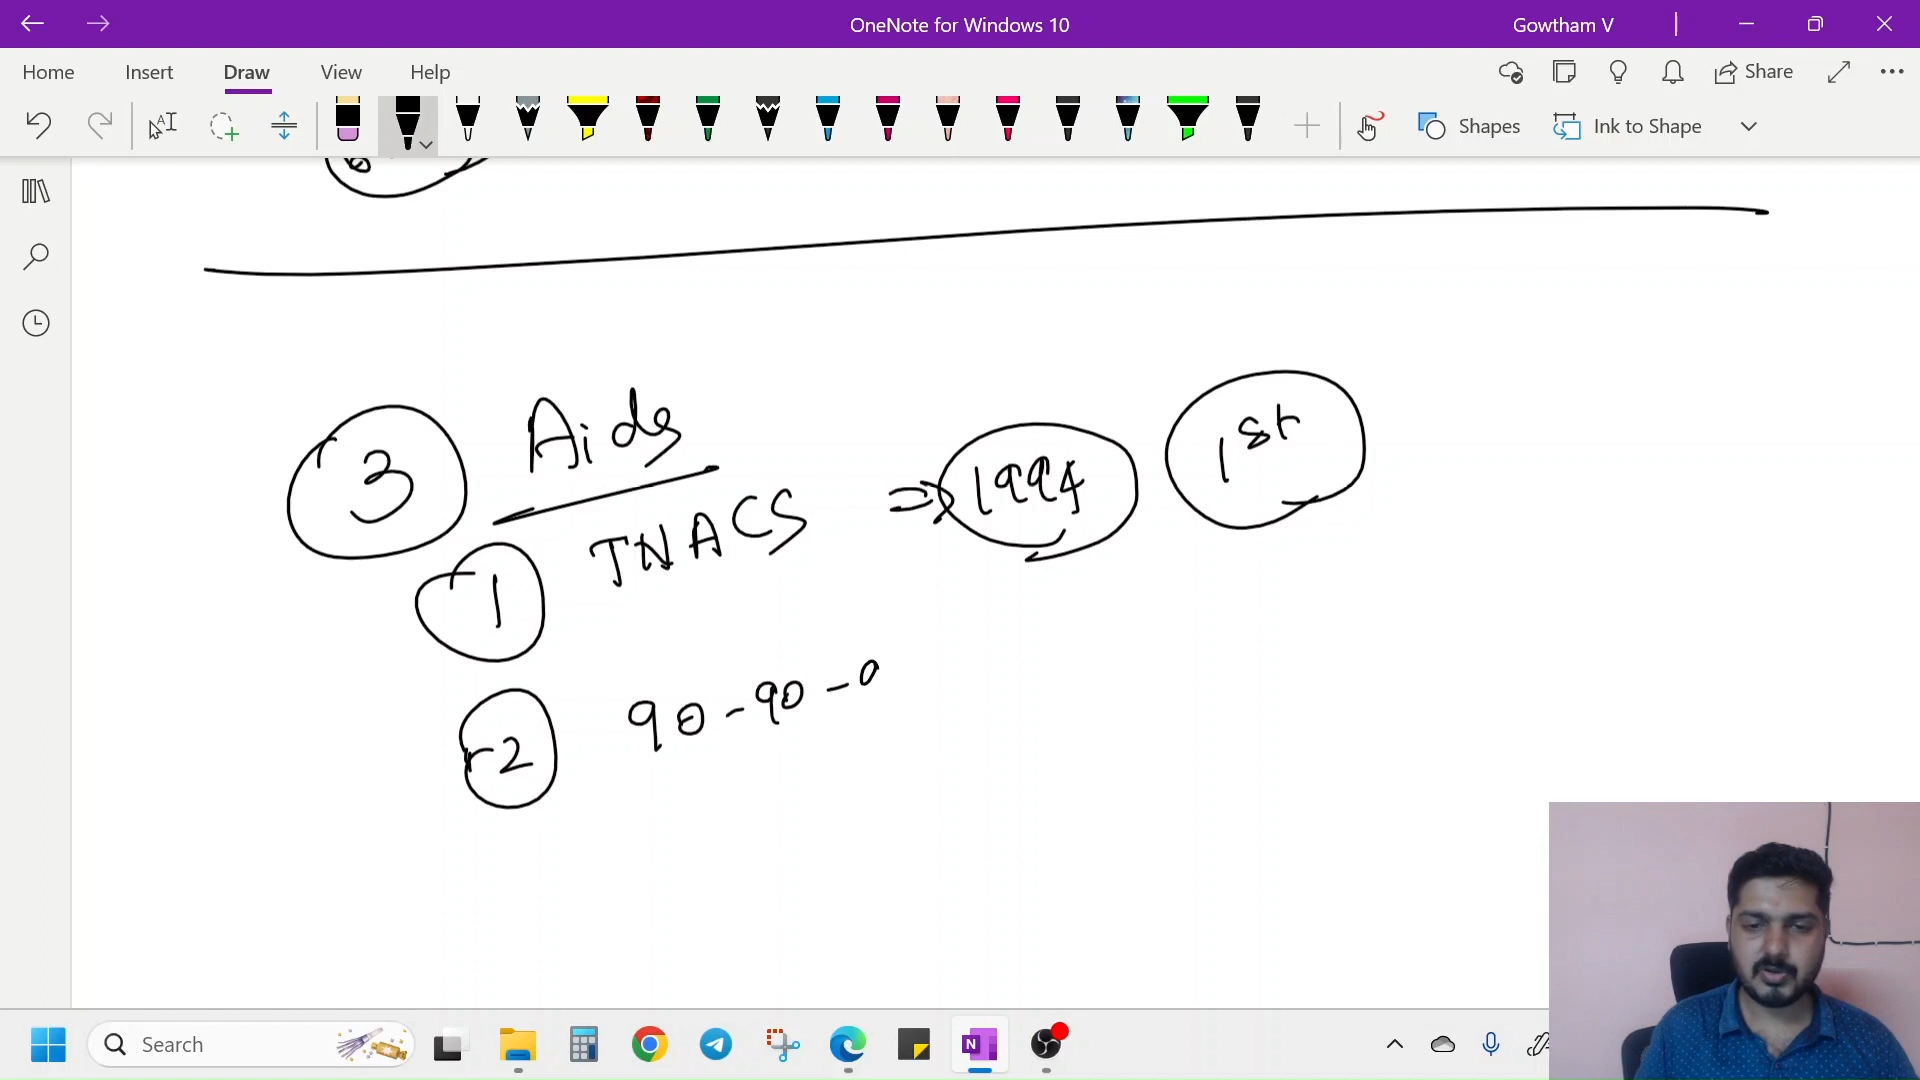 OneNote for Windows 10
Gowtham V
Home Insert Draw View Help
Share
Shapes
Ink to Shape
3 Aids
1 TNACS ⇒ 1994 1st
2 90-90-9
Search